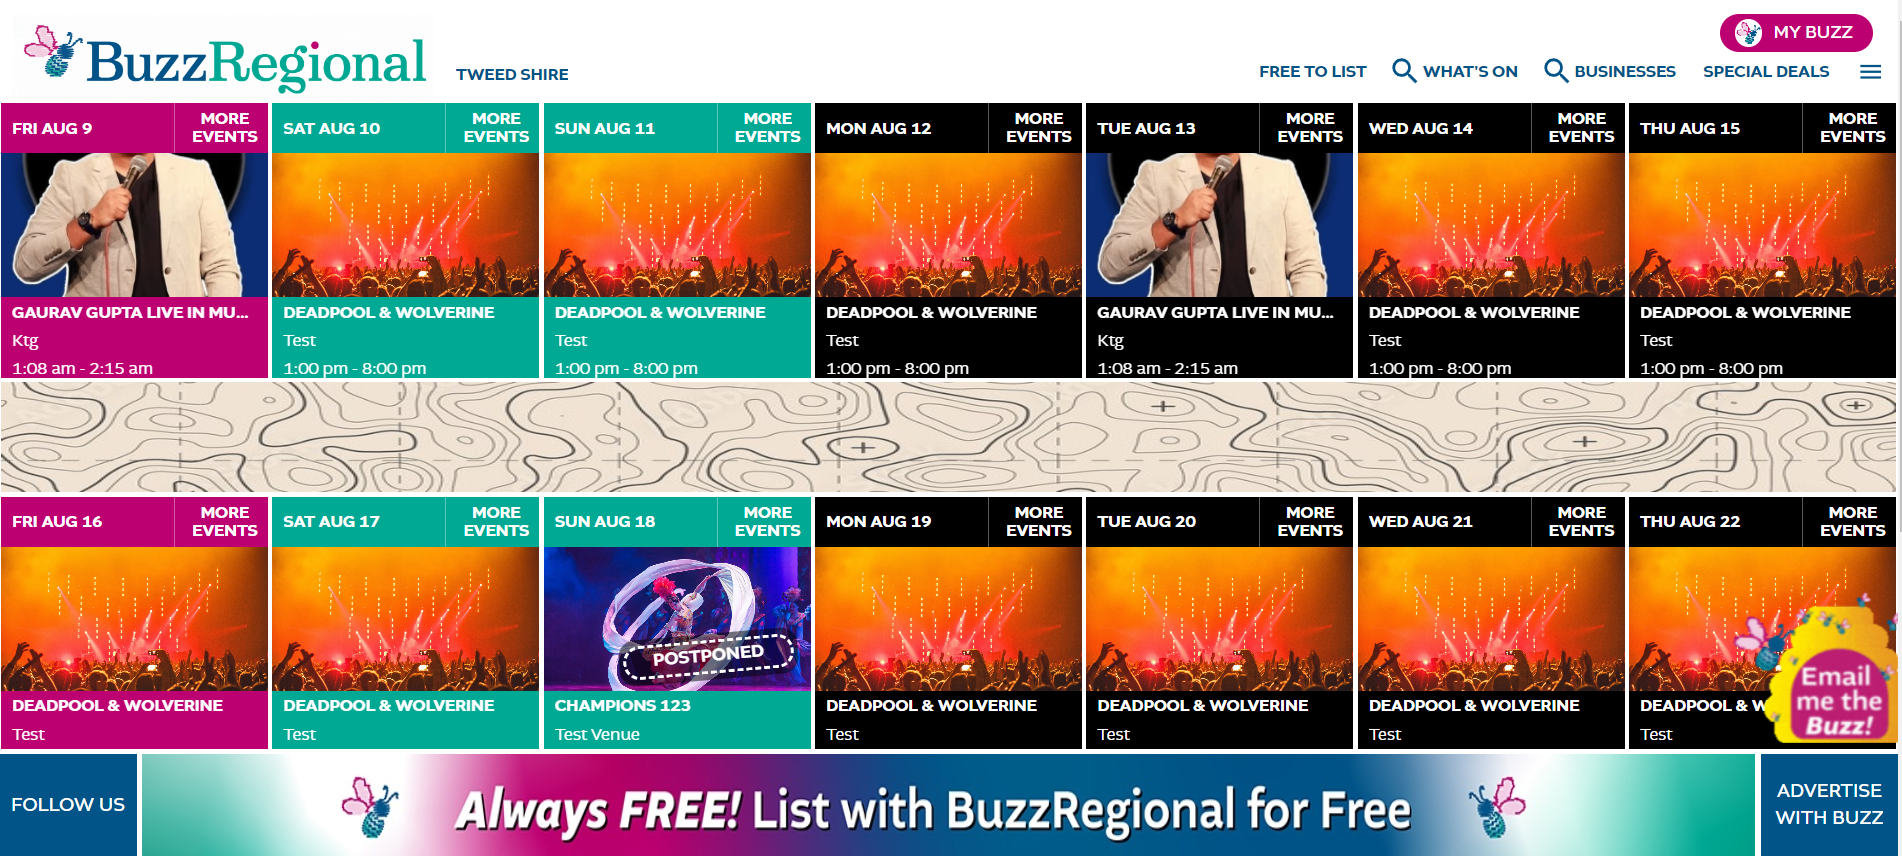 MY BUZZ
BuzzRegional
TWEED SHIRE
FREE TO LIST
WHAT'S ON
BUSINESSES
SPECIAL DEALS
FRI AUG 9
MORE
EVENTS
SAT AUG 10
MORE
EVENTS
SUN AUG 11
MORE
EVENTS
MON AUG 12
MORE
EVENTS
TUE AUG 13
MORE
EVENTS
WED AUG 14
MORE
EVENTS
THU AUG 15
MORE
EVENTS
GAURAV GUPTA LIVE IN MU...
Ktg
1:08 am - 2:15 am
DEADPOOL & WOLVERINE
Test
1:00 pm - 8:00 pm
DEADPOOL & WOLVERINE
Test
1:00 pm - 8:00 pm
DEADPOOL & WOLVERINE
Test
1:00 pm - 8:00 pm
GAURAV GUPTA LIVE IN MU...
Ktg
1:08 am - 2:15 am
DEADPOOL & WOLVERINE
Test
1:00 pm - 8:00 pm
DEADPOOL & WOLVERINE
Test
1:00 pm - 8:00 pm
FRI AUG 16
MORE
EVENTS
SAT AUG 17
MORE
EVENTS
SUN AUG 18
MORE
EVENTS
MON AUG 19
MORE
EVENTS
TUE AUG 20
MORE
EVENTS
WED AUG 21
MORE
EVENTS
THU AUG 22
MORE
EVENTS
POSTPONED
DEADPOOL & WOLVERINE
Test
DEADPOOL & WOLVERINE
Test
CHAMPIONS 123
Test Venue
DEADPOOL & WOLVERINE
Test
DEADPOOL & WOLVERINE
Test
DEADPOOL & WOLVERINE
Test
DEADPOOL & W
Test
Email
me the
Buzz!
FOLLOW US
Always FREE! List with BuzzRegional for Free
ADVERTISE
WITH BUZZ